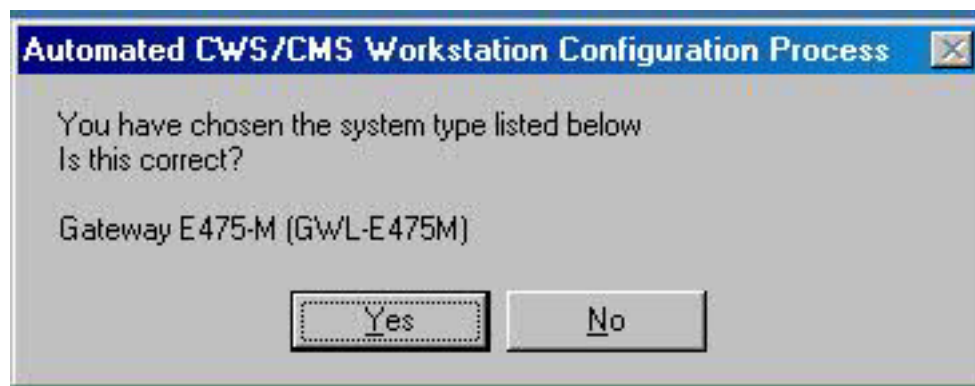 Automated CWS/CMS Workstation Configuration Process
You have chosen the system type listed below
Is this correct?
Gateway E475-M (GWL-E475M)
Yes No